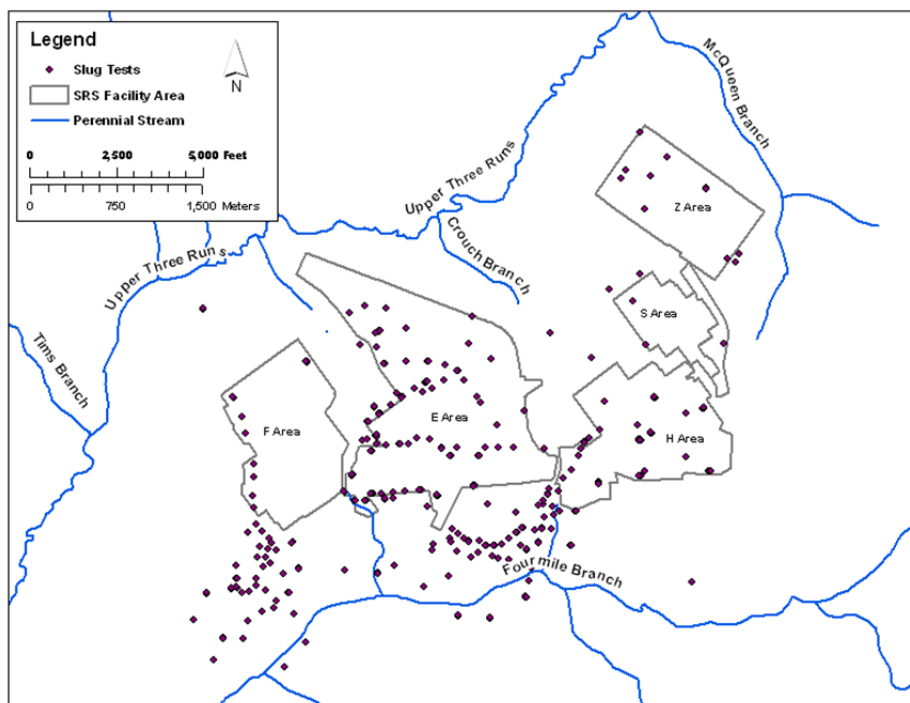 Legend
Slug Tests
SRS Facility Area
Perennial Stream
N
0 2,500 5,000 Feet
0 750 1,500 Meters
McQueen Branch
Upper Three Runs
Z Area
Crouch Branch
Upper Three Runs
S Area
Tims Branch
F Area
E Area
H Area
Fourmile Branch